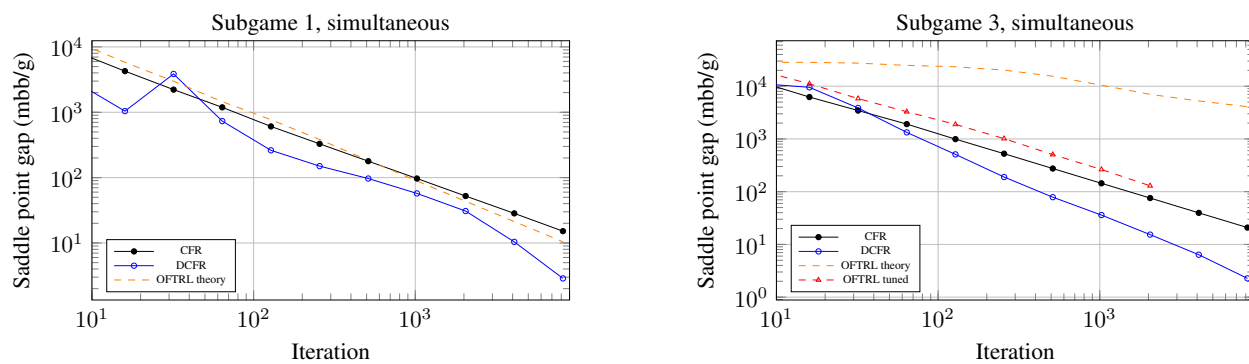 Subgame 1, simultaneous
Saddle point gap (mbb/g)
10^4
10^3
10^2
10^1
CFR
DCFR
OFTRL theory
10^1 10^2 10^3
Iteration
Subgame 3, simultaneous
Saddle point gap (mbb/g)
10^4
10^3
10^2
10^1
10^0
CFR
DCFR
OFTRL theory
OFTRL tuned
10^1 10^2 10^3
Iteration